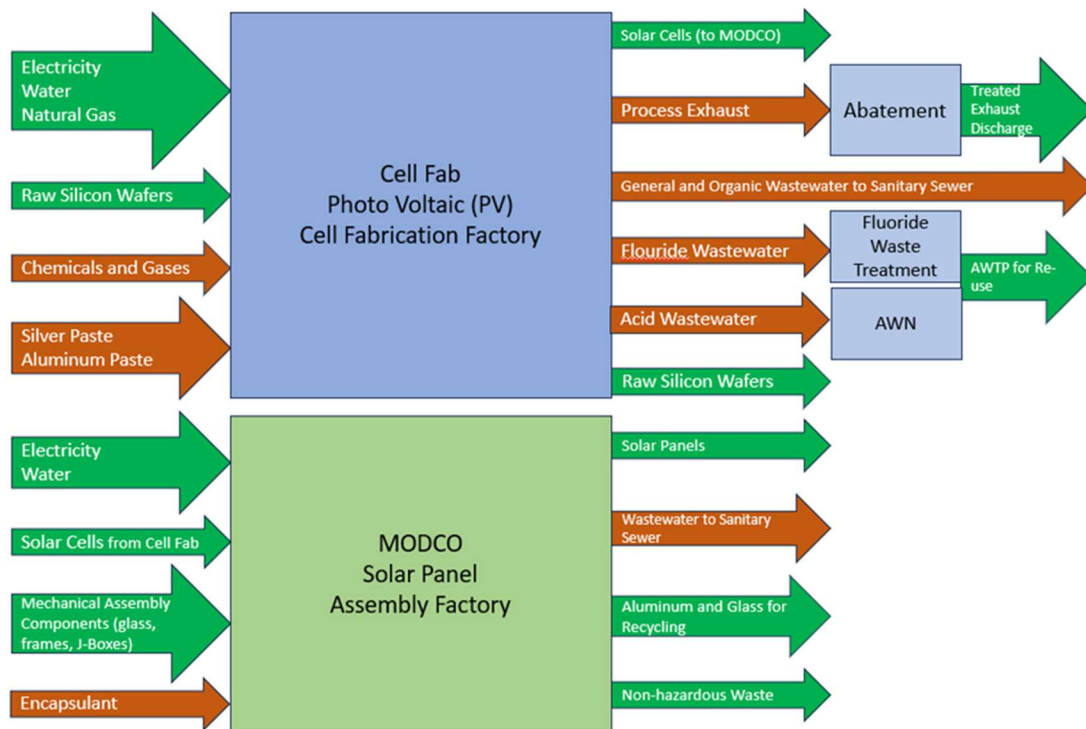 Electricity
Water
Natural Gas
Raw Silicon Wafers
Chemicals and Gases
Silver Paste
Aluminum Paste
Cell Fab
Photo Voltaic (PV)
Cell Fabrication Factory
Solar Cells (to MODCO)
Process Exhaust
Abatement
Treated
Exhaust
Discharge
General and Organic Wastewater to Sanitary Sewer
Flouride Wastewater
Fluoride
Waste
Treatment
Acid Wastewater
AWN
AWTP for Re-
use
Raw Silicon Wafers
Electricity
Water
Solar Cells from Cell Fab
Mechanical Assembly
Components (glass,
frames, J-Boxes)
Encapsulant
MODCO
Solar Panel
Assembly Factory
Solar Panels
Wastewater to Sanitary
Sewer
Aluminum and Glass for
Recycling
Non-hazardous Waste